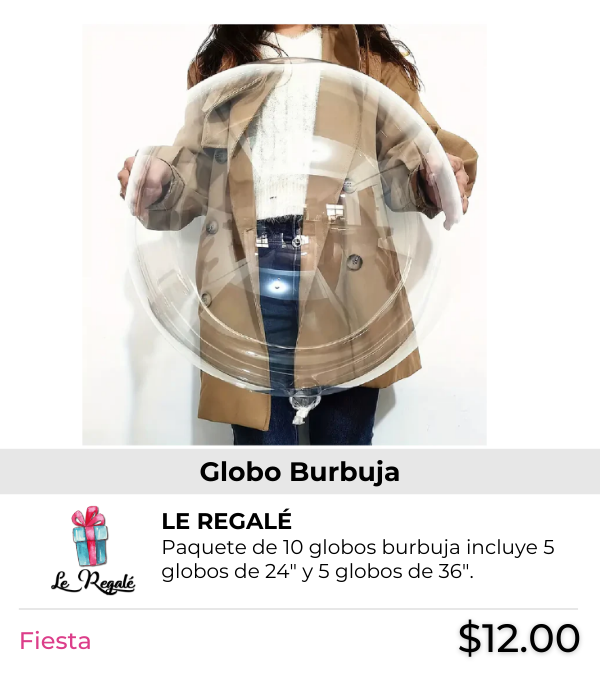 Globo Burbuja
LE REGALÉ
Paquete de 10 globos burbuja incluye 5
globos de 24" y 5 globos de 36".
Le Regalé
Fiesta
$12.00